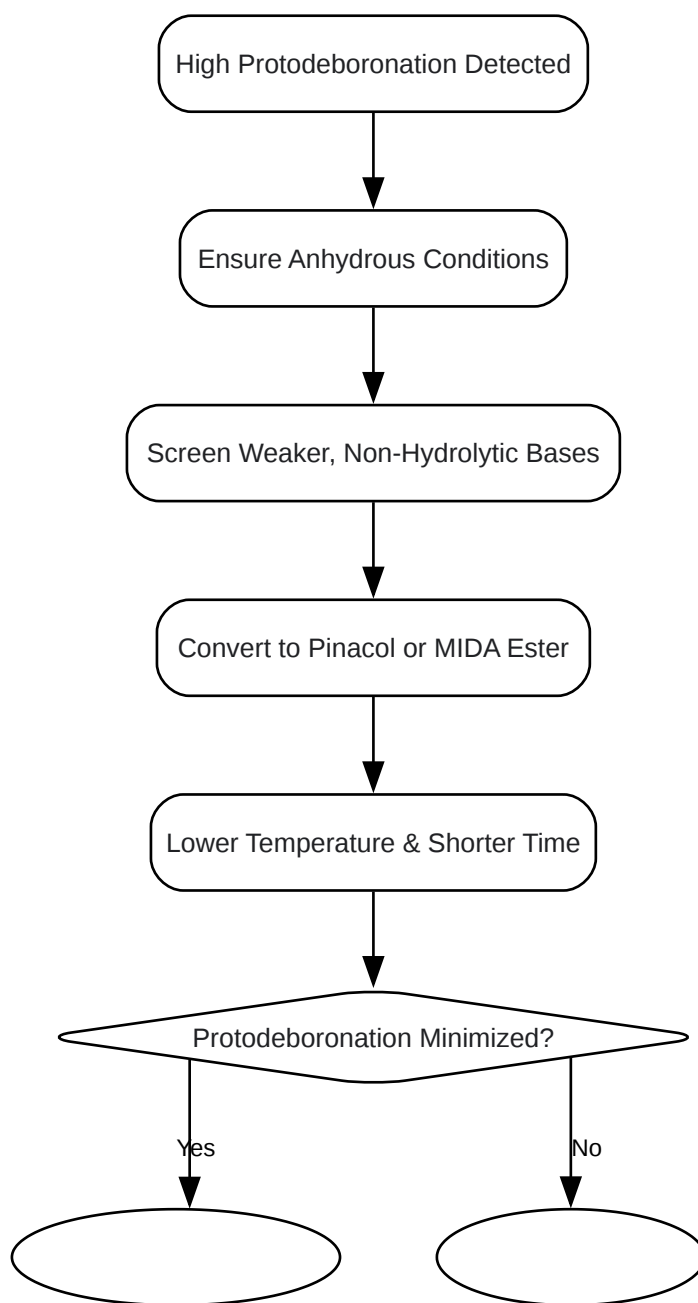 High Protodeboronation Detected
Ensure Anhydrous Conditions
Screen Weaker, Non-Hydrolytic Bases
Convert to Pinacol or MIDA Ester
Lower Temperature & Shorter Time
Protodeboronation Minimized?
Yes
No